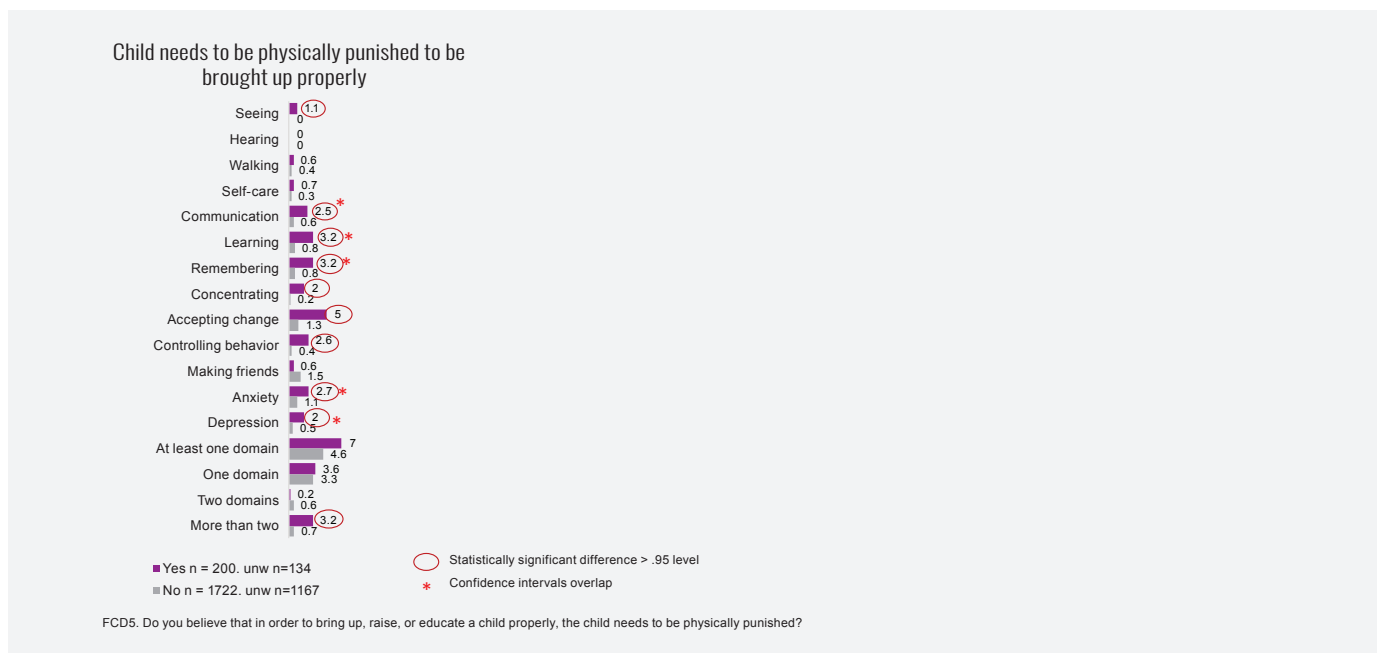 Child needs to be physically punished to be
brought up properly
Seeing
1.1
0
Hearing
0
0
Walking
0.6
0.4
Self-care
0.7
0.3
Communication
2.5 *
0.6
Learning
3.2 *
0.8
Remembering
3.2 *
0.8
Concentrating
2
0.2
Accepting change
5
1.3
Controlling behavior
2.6
0.4
Making friends
0.6
1.5
Anxiety
2.7 *
1.1
Depression
2 *
0.5
At least one domain
7
4.6
One domain
3.6
3.3
Two domains
0.2
0.6
More than two
3.2
0.7
Yes n = 200. unw n=134
No n = 1722. unw n=1167
Statistically significant difference > .95 level
* Confidence intervals overlap
FCD5. Do you believe that in order to bring up, raise, or educate a child properly, the child needs to be physically punished?